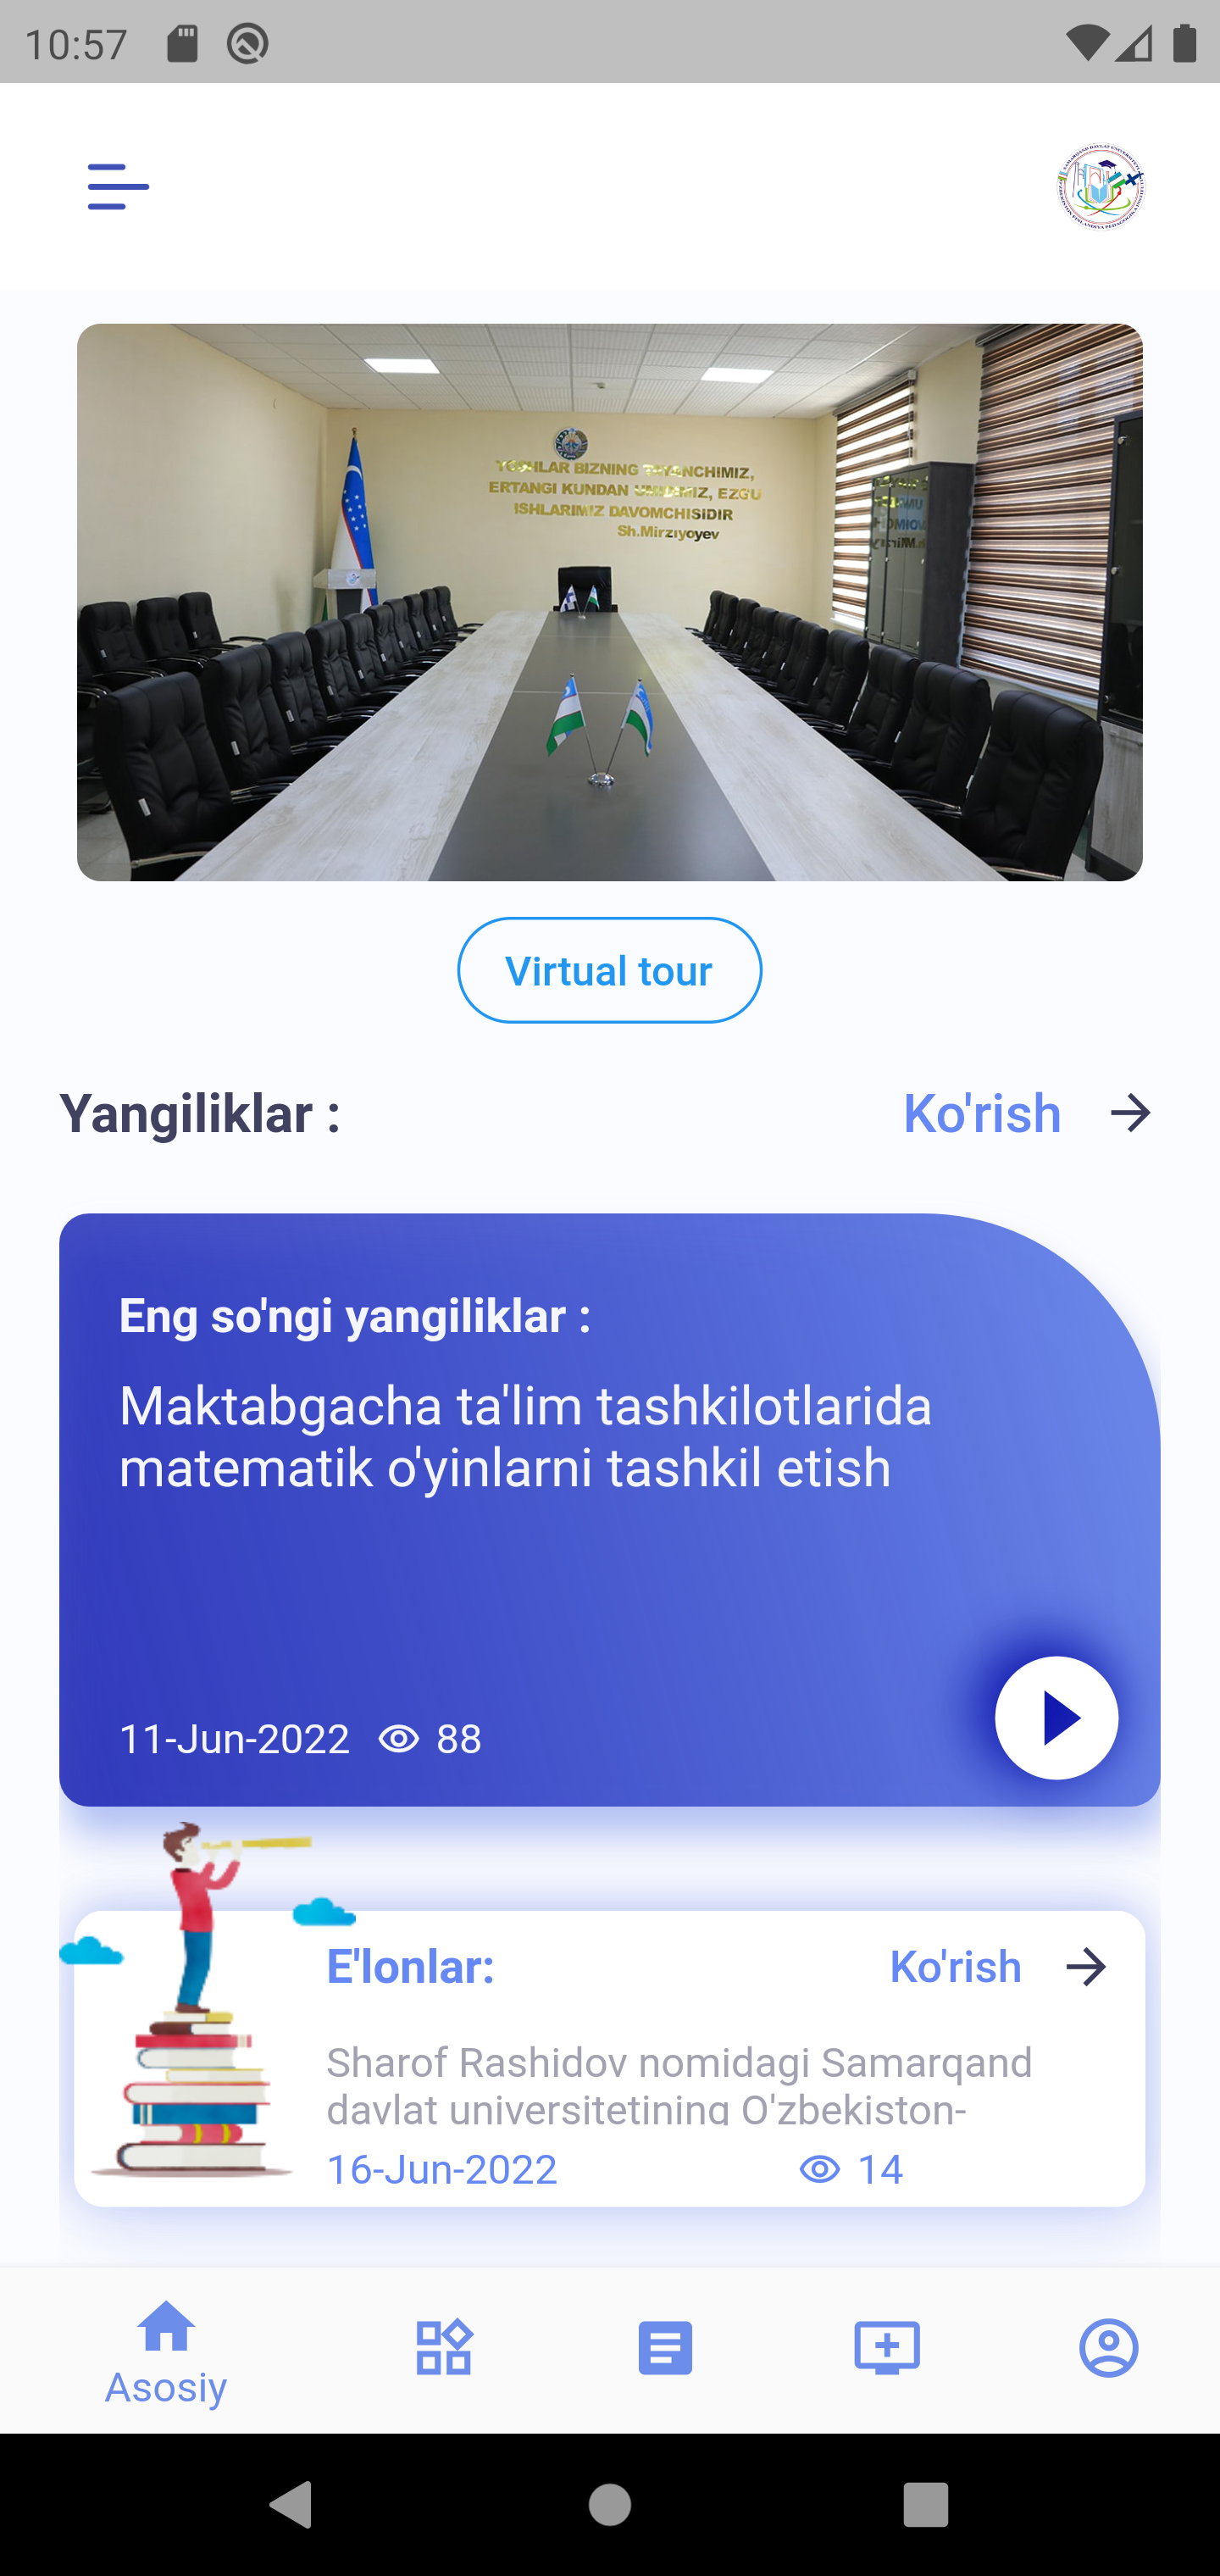 10:57
YOSHLAR BIZNING TAYANCHIMIZ,
ERTANGI KUNDAN UMIDIMIZ, EZGU
ISHLARIMIZ DAVOMCHISIDIR
Sh.Mirziyoyev
Virtual tour
Yangiliklar :
Ko'rish
Eng so'ngi yangiliklar :
Maktabgacha ta'lim tashkilotlarida
matematik o'yinlarni tashkil etish
11-Jun-2022 88
E'lonlar:
Ko'rish
Sharof Rashidov nomidagi Samarqand
davlat universitetining O'zbekiston-
16-Jun-2022 14
Asosiy